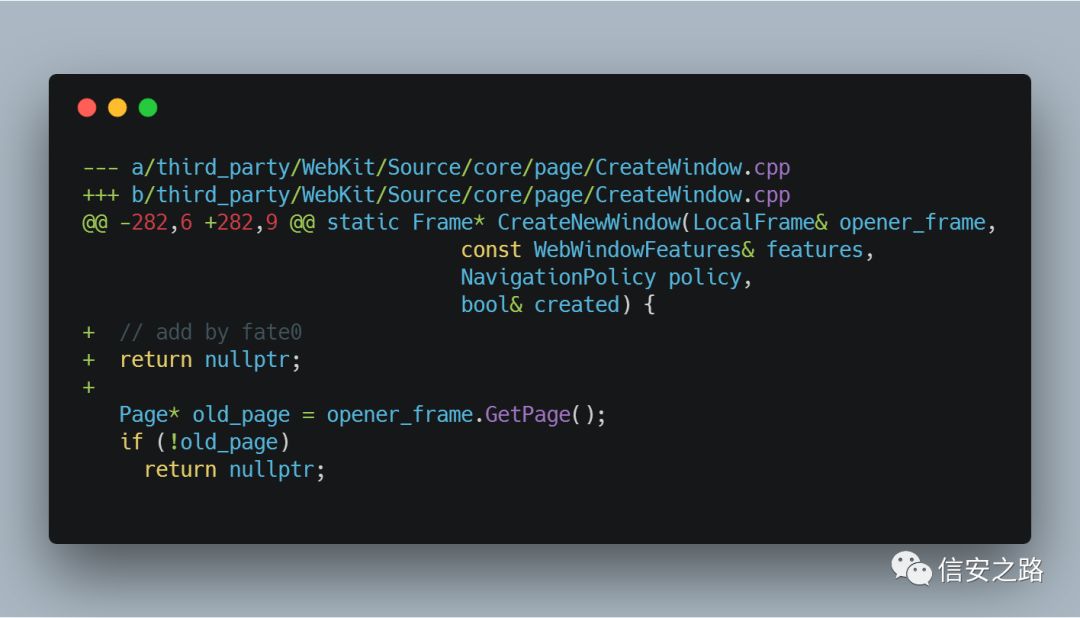 --- a/third_party/WebKit/Source/core/page/CreateWindow.cpp
+++ b/third_party/WebKit/Source/core/page/CreateWindow.cpp
@@ -282,6 +282,9 @@ static Frame* CreateNewWindow(LocalFrame& opener_frame,
                               const WebWindowFeatures& features,
                               NavigationPolicy policy,
                               bool& created) {
+  // add by fate0
+  return nullptr;
+
   Page* old_page = opener_frame.GetPage();
   if (!old_page)
     return nullptr;
信安之路